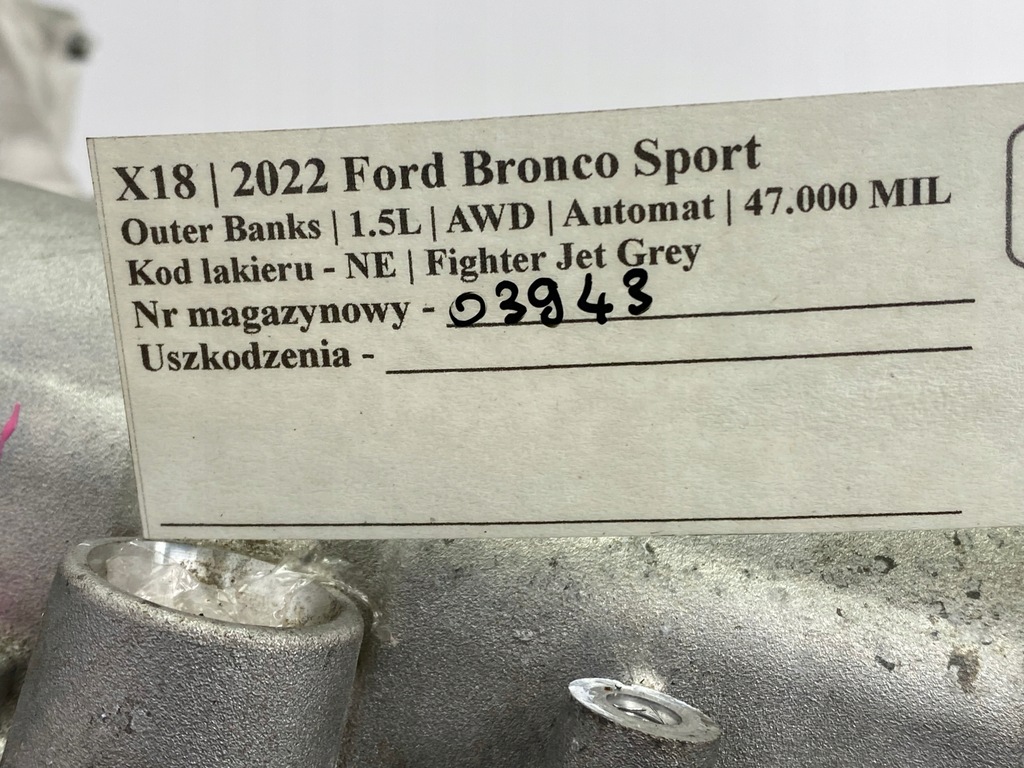 X18 | 2022 Ford Bronco Sport
Outer Banks | 1.5L | AWD | Automat | 47.000 MIL
Kod lakieru - NE | Fighter Jet Grey
Nr magazynowy - 03943
Uszkodzenia -